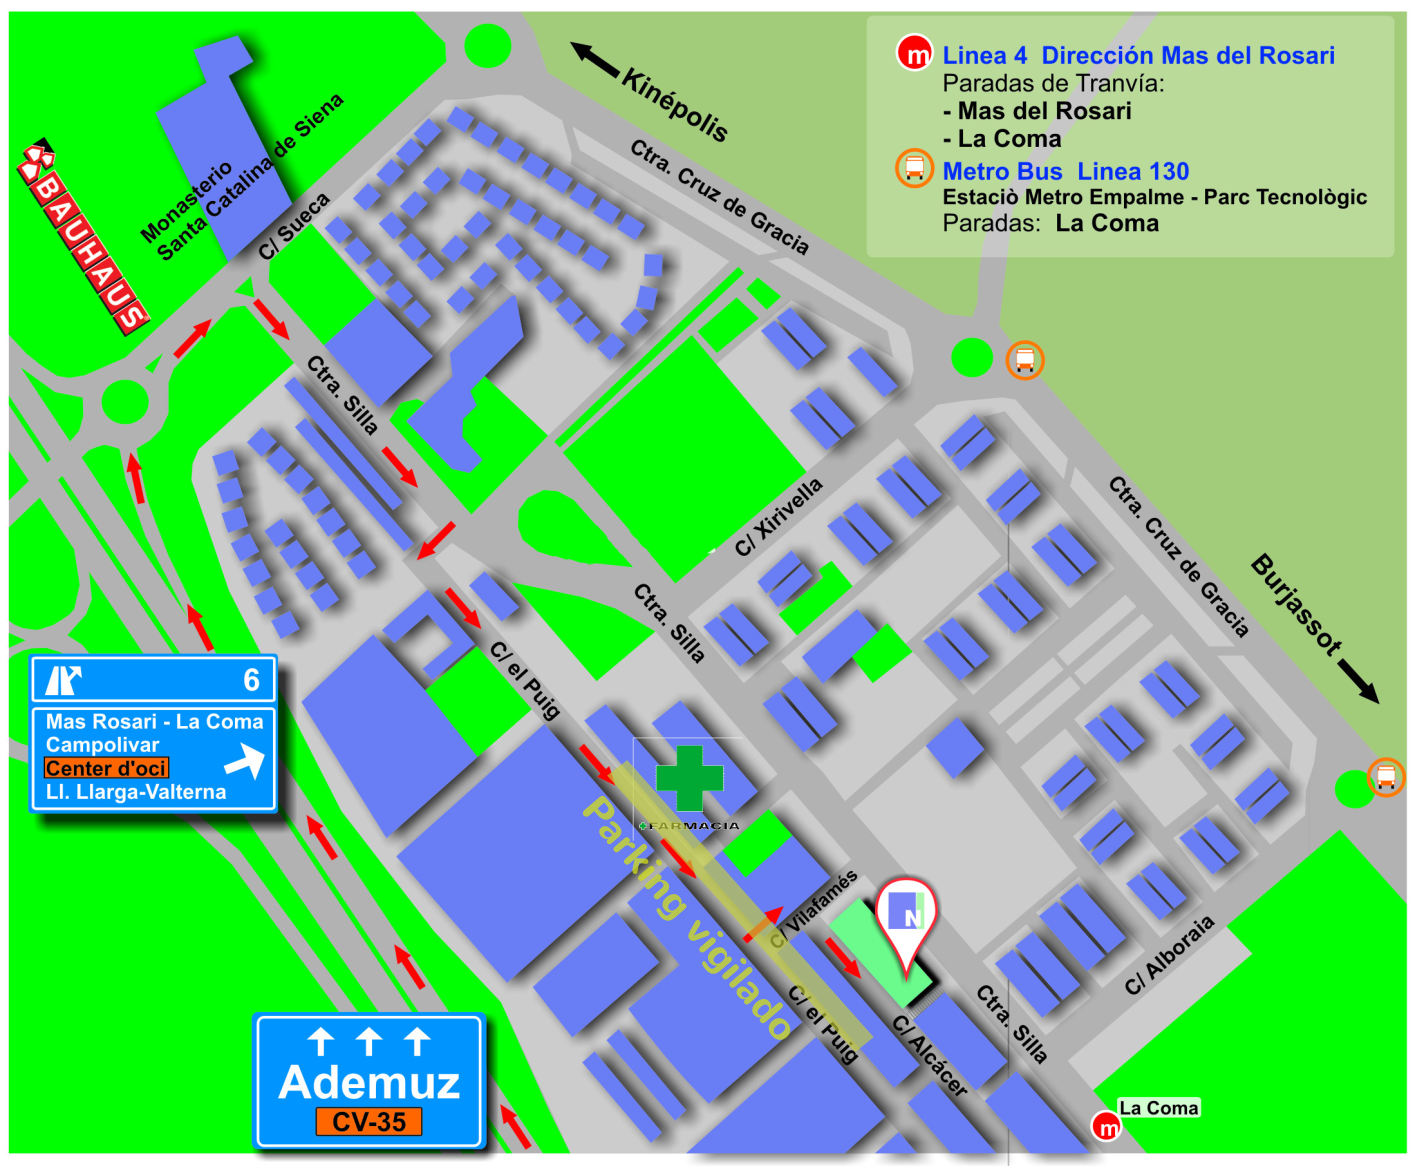 Linea 4 Dirección Mas del Rosari
Paradas de Tranvía:
- Mas del Rosari
- La Coma
Metro Bus Linea 130
Estaciò Metro Empalme - Parc Tecnològic
Paradas: La Coma
m
Kinépolis
Ctra. Cruz de Gracia
Monasterio
Santa Catalina de Siena
C/ Sueca
BAUHAUS
Ctra. Silla
C/ Xirivella
Ctra. Cruz de Gracia
Burjassot
Ctra. Silla
C/ el Puig
6
Mas Rosari - La Coma
Campolivar
Center d'oci
Ll. Llarga-Valterna
FARMACIA
Parking vigilado
C/ Vilafamés
N
C/ Alboraia
C/ el Puig
C/ Alcácer
Ctra. Silla
Ademuz
CV-35
La Coma
m